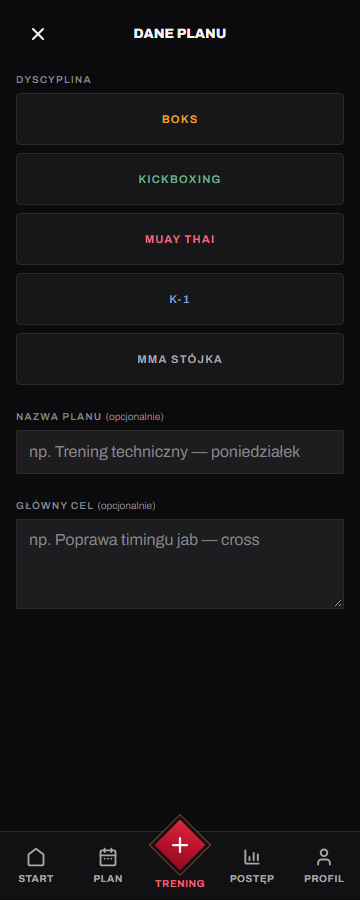 DANE PLANU
DYSCYPLINA
BOKS
KICKBOXING
MUAY THAI
K-1
MMA STÓJKA
NAZWA PLANU (opcjonalnie)
np. Trening techniczny — poniedziałek
GŁÓWNY CEL (opcjonalnie)
np. Poprawa timingu jab — cross
START
PLAN
TRENING
POSTĘP
PROFIL